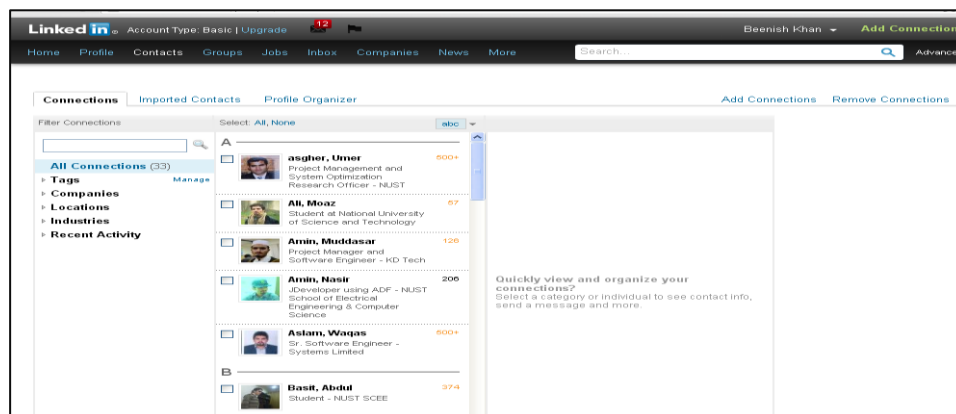 Linked in® Account Type: Basic | Upgrade 12 Beenish Khan Add Connection
Home Profile Contacts Groups Jobs Inbox Companies News More Search... Advance
Connections Imported Contacts Profile Organizer Add Connections Remove Connections
Filter Connections Select: All, None abc
All Connections (33)
Tags Manage
Companies
Locations
Industries
Recent Activity
A
asgher, Umer 500+
Project Management and
System Optimization
Research Officer - NUST
Ali, Moaz 57
Student at National University
of Science and Technology
Amin, Muddasar 126
Project Manager and
Software Engineer - KD Tech
Amin, Nasir 206
JDeveloper using ADF - NUST
School of Electrical
Engineering & Computer
Science
Aslam, Waqas 500+
Sr. Software Engineer -
Systems Limited
B
Basit, Abdul 374
Student - NUST SCEE
Quickly view and organize your
connections?
Select a category or individual to see contact info,
send a message and more.